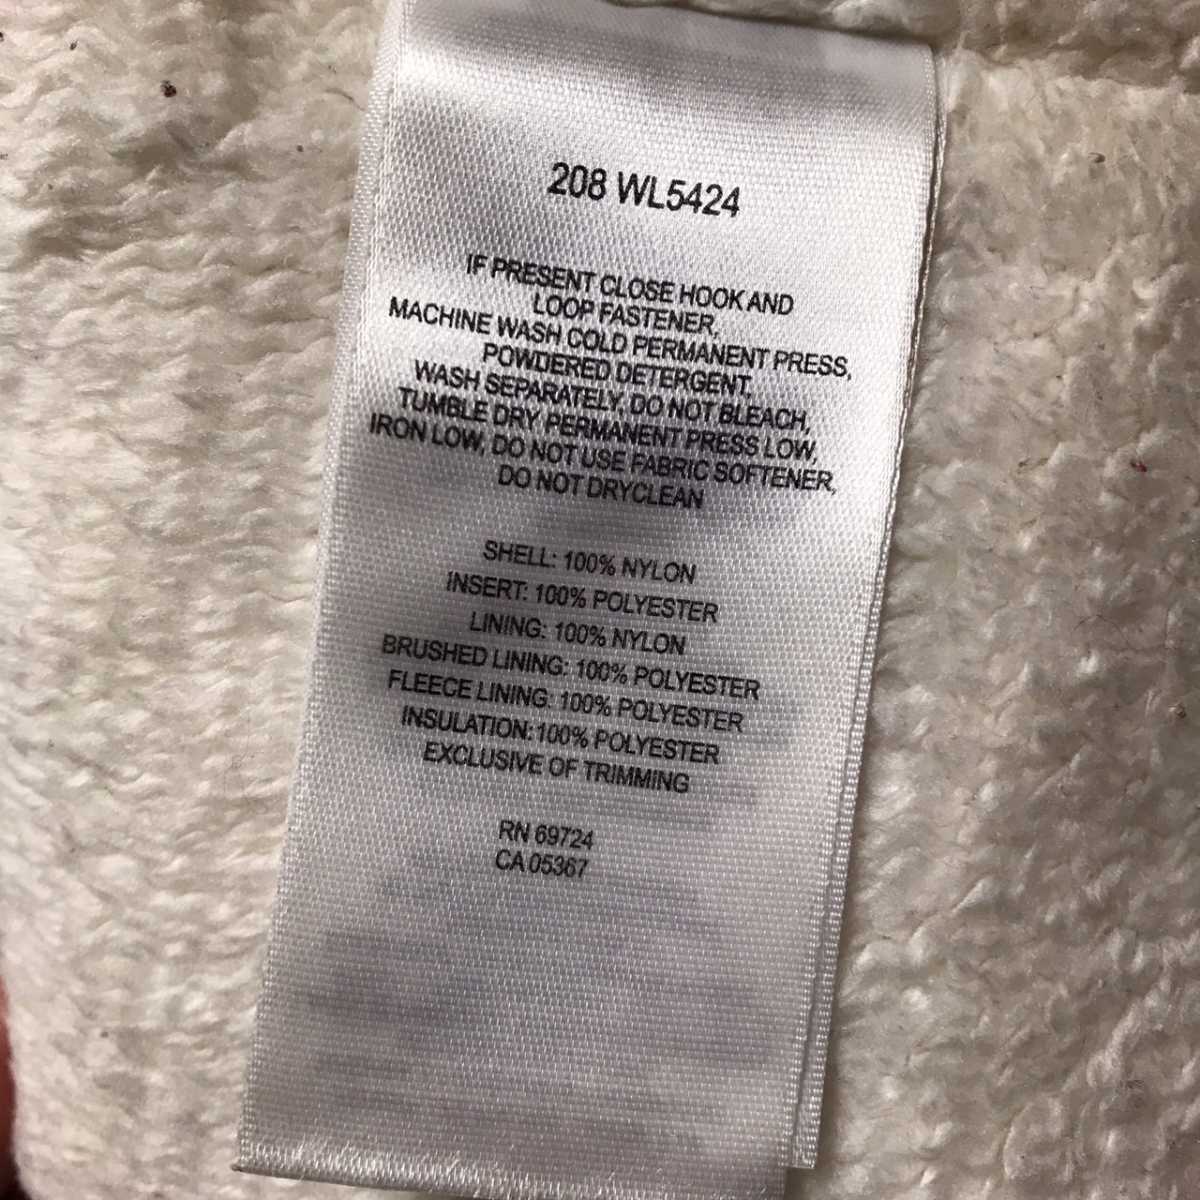 208 WL5424
IF PRESENT CLOSE HOOK AND
LOOP FASTENER,
MACHINE WASH COLD PERMANENT PRESS,
POWDERED DETERGENT,
WASH SEPARATELY, DO NOT BLEACH,
TUMBLE DRY PERMANENT PRESS LOW,
IRON LOW, DO NOT USE FABRIC SOFTENER,
DO NOT DRYCLEAN
SHELL: 100% NYLON
INSERT: 100% POLYESTER
LINING: 100% NYLON
BRUSHED LINING: 100% POLYESTER
FLEECE LINING: 100% POLYESTER
INSULATION:100% POLYESTER
EXCLUSIVE OF TRIMMING
RN 69724
CA 05367